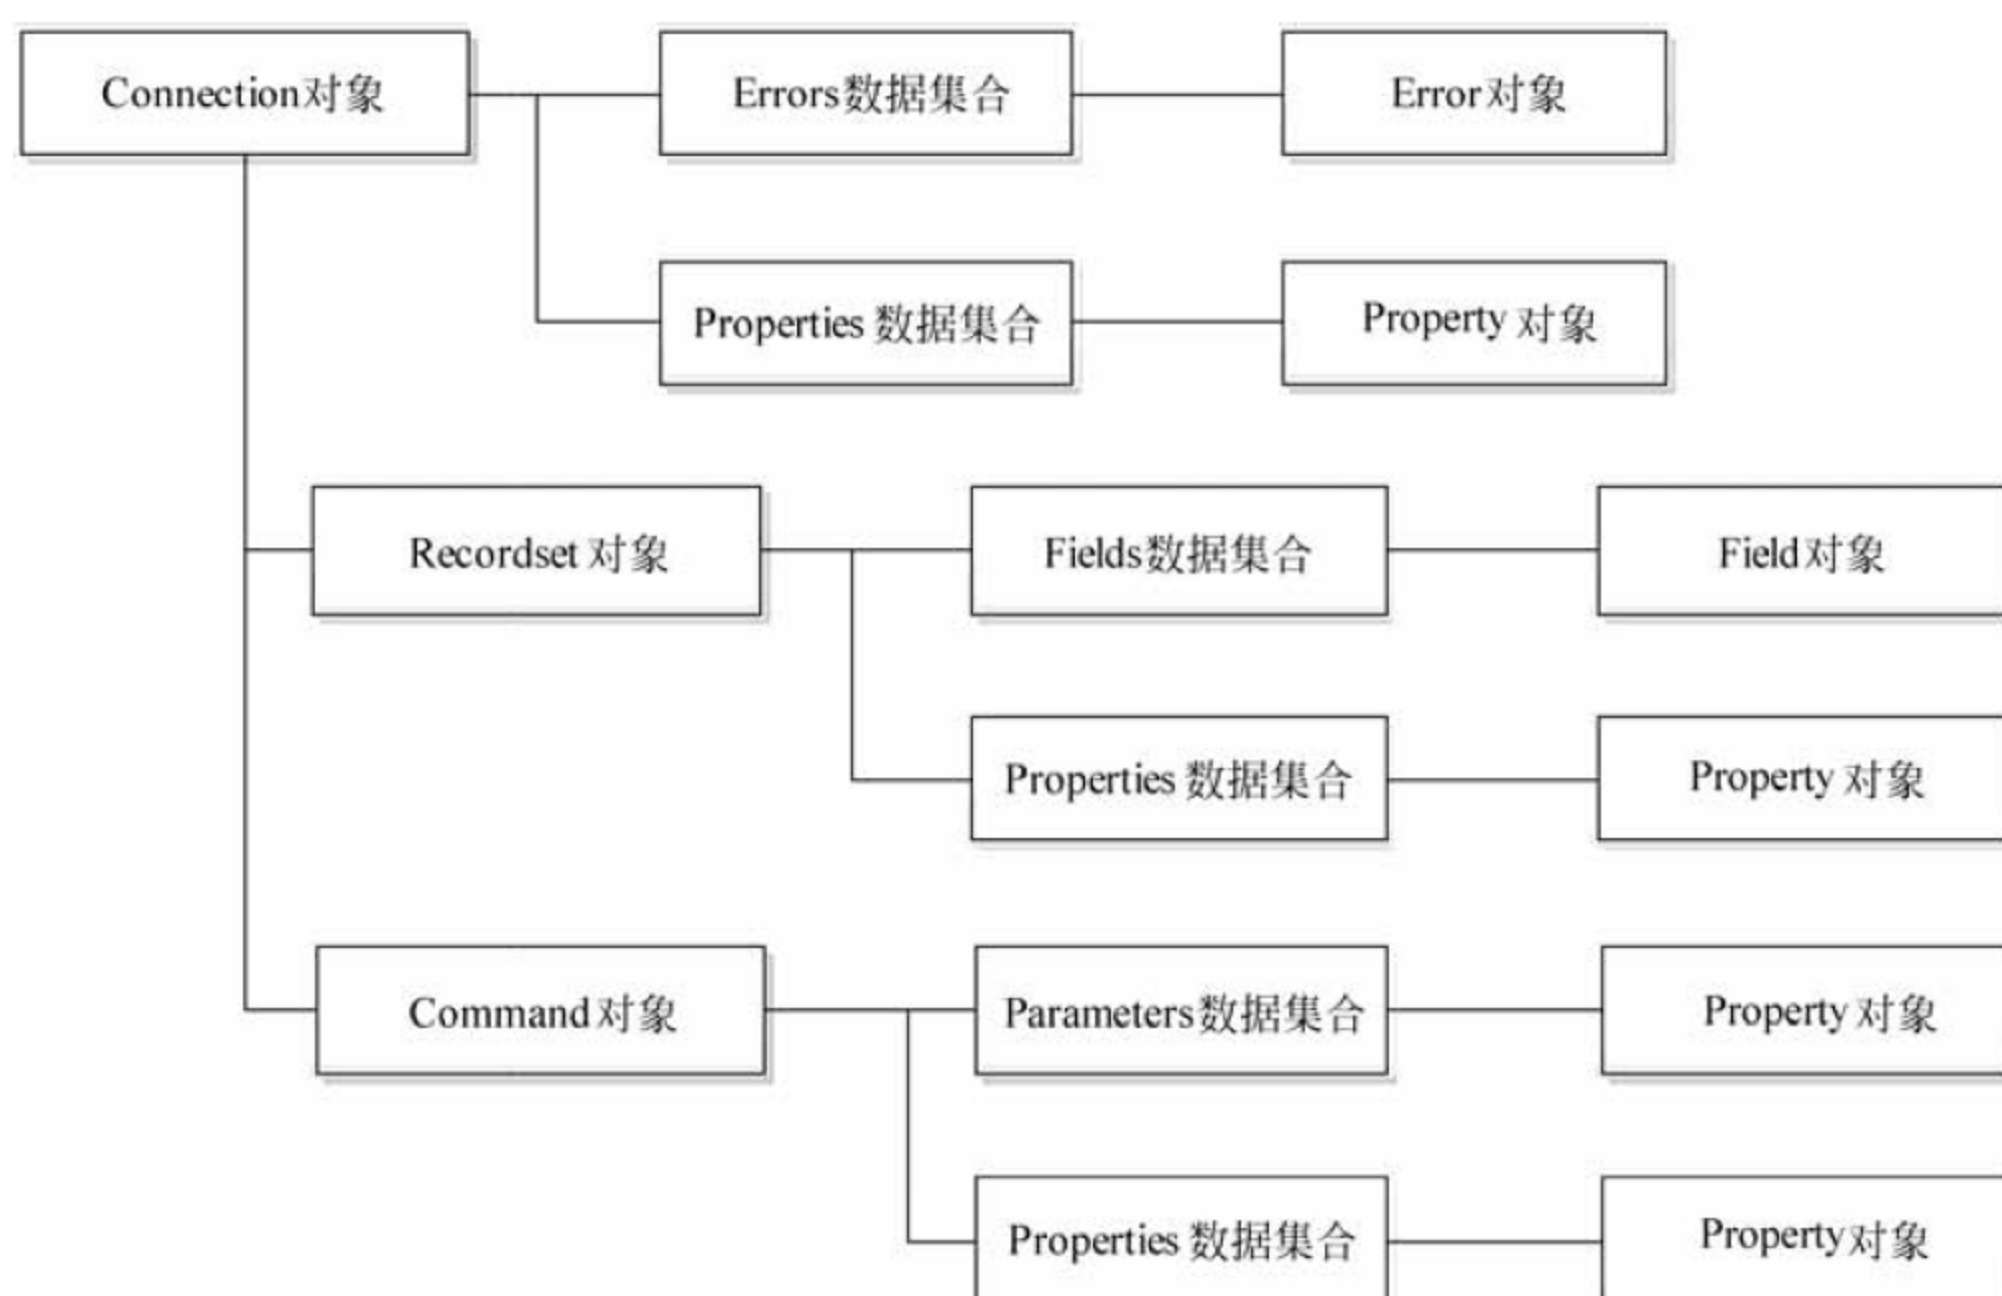 Connection对象
Errors数据集合
Error对象
Properties 数据集合
Property 对象
Recordset 对象
Fields数据集合
Field对象
Properties 数据集合
Property 对象
Command对象
Parameters数据集合
Property 对象
Properties 数据集合
Property对象